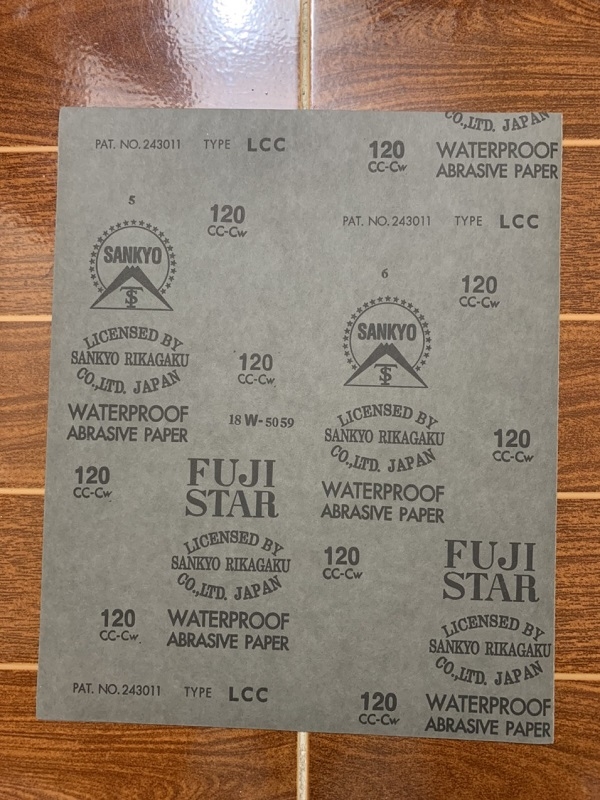 CO.,LTD. JAPAN
PAT. NO. 243011 TYPE LCC
120
CC-Cw
WATERPROOF
ABRASIVE PAPER
5
120
CC-Cw
PAT. NO. 243011 TYPE LCC
SANKYO
TS
6
120
CC-Cw
LICENSED BY
SANKYO RIKAGAKU
CO.,LTD. JAPAN
SANKYO
TS
120
CC-Cw
WATERPROOF
ABRASIVE PAPER
18 W-5059
LICENSED BY
SANKYO RIKAGAKU
CO.,LTD. JAPAN
120
CC-Cw
120
CC-Cw
FUJI
STAR
WATERPROOF
ABRASIVE PAPER
LICENSED BY
SANKYO RIKAGAKU
CO.,LTD. JAPAN
120
CC-Cw
FUJI
STAR
120
CC-Cw
WATERPROOF
ABRASIVE PAPER
LICENSED BY
SANKYO RIKAGAKU
CO.,LTD. JAPAN
PAT. NO. 243011 TYPE LCC
120
CC-Cw
WATERPROOF
ABRASIVE PAPER